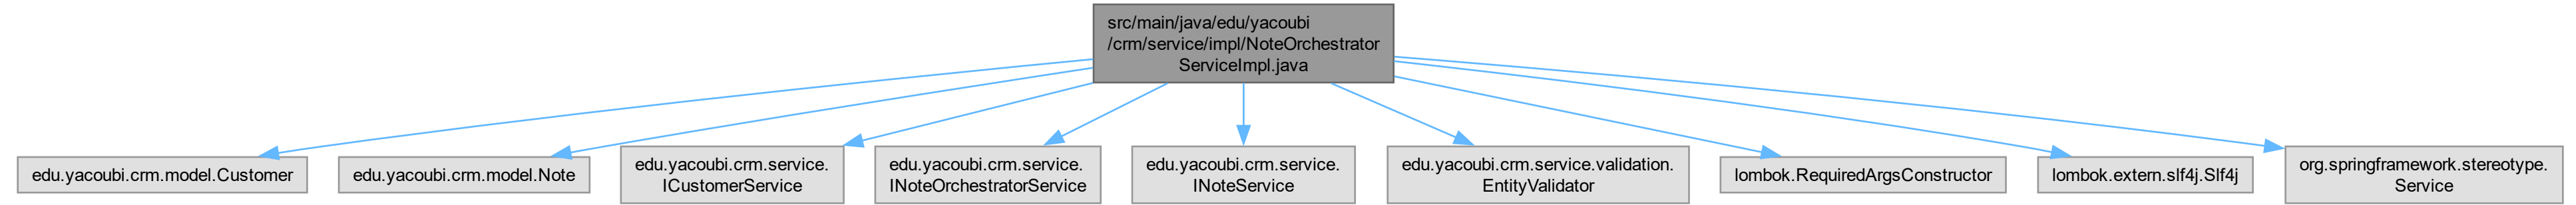 src/main/java/edu/yacoubi
/crm/service/impl/NoteOrchestrator
ServiceImpl.java
edu.yacoubi.crm.model.Customer
edu.yacoubi.crm.model.Note
edu.yacoubi.crm.service.
ICustomerService
edu.yacoubi.crm.service.
INoteOrchestratorService
edu.yacoubi.crm.service.
INoteService
edu.yacoubi.crm.service.validation.
EntityValidator
lombok.RequiredArgsConstructor
lombok.extern.slf4j.Slf4j
org.springframework.stereotype.
Service